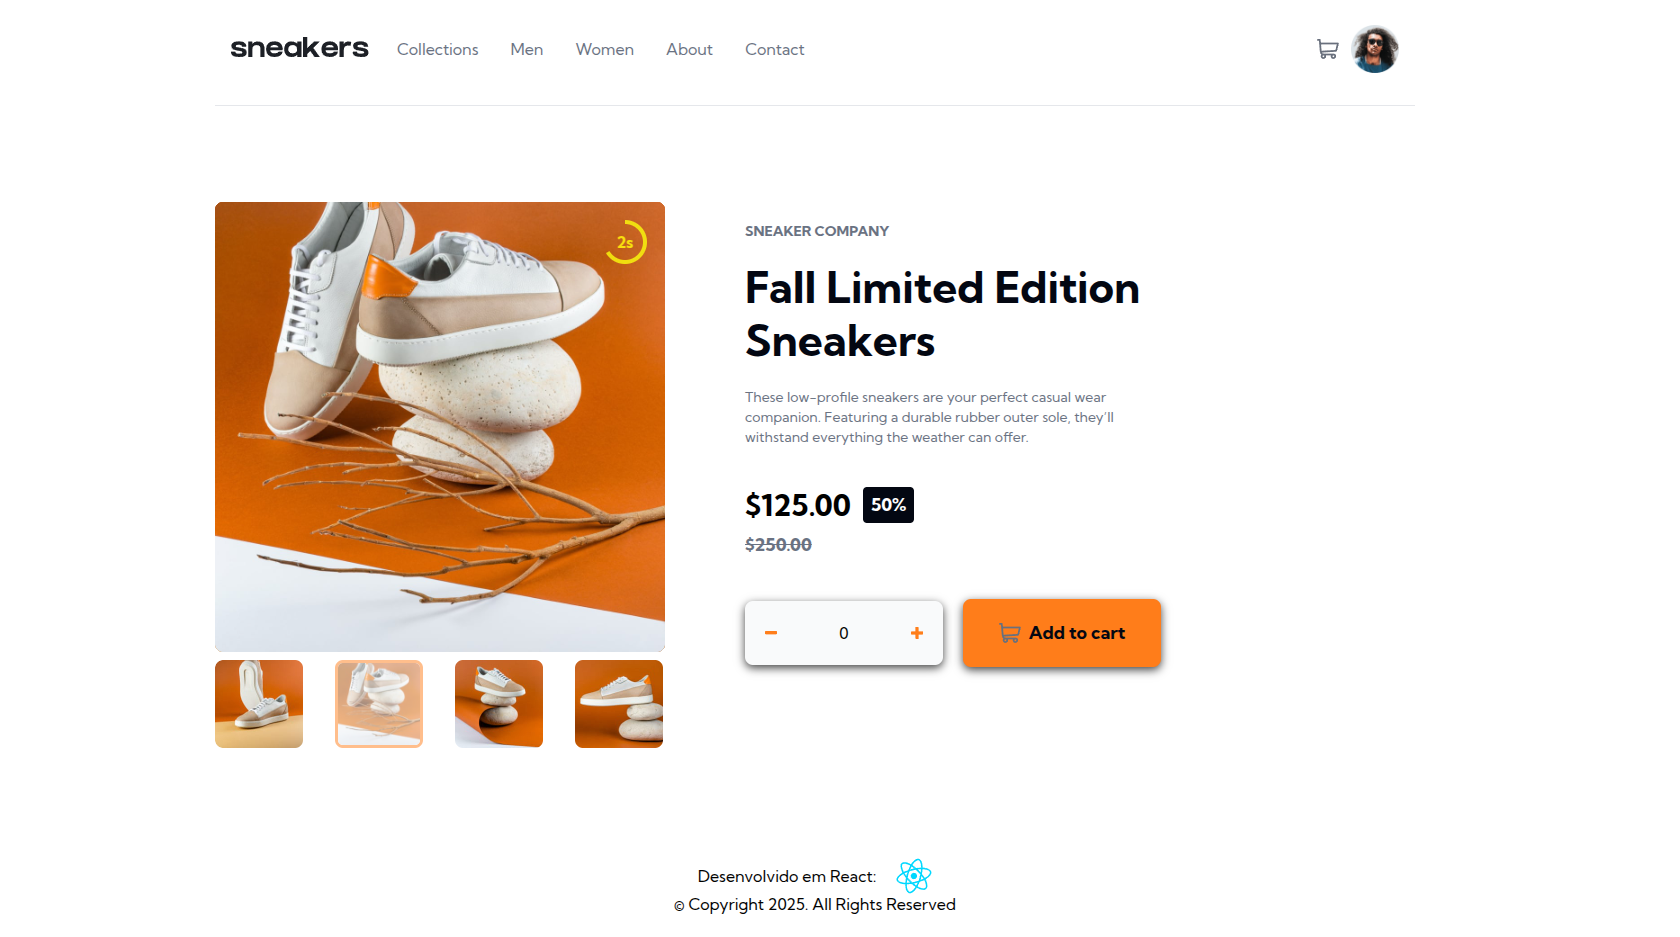 sneakers
Collections Men Women About Contact
2s
SNEAKER COMPANY
Fall Limited Edition
Sneakers
These low-profile sneakers are your perfect casual wear
companion. Featuring a durable rubber outer sole, they’ll
withstand everything the weather can offer.
$125.00 50%
$250.00
0
Add to cart
Desenvolvido em React:
© Copyright 2025. All Rights Reserved